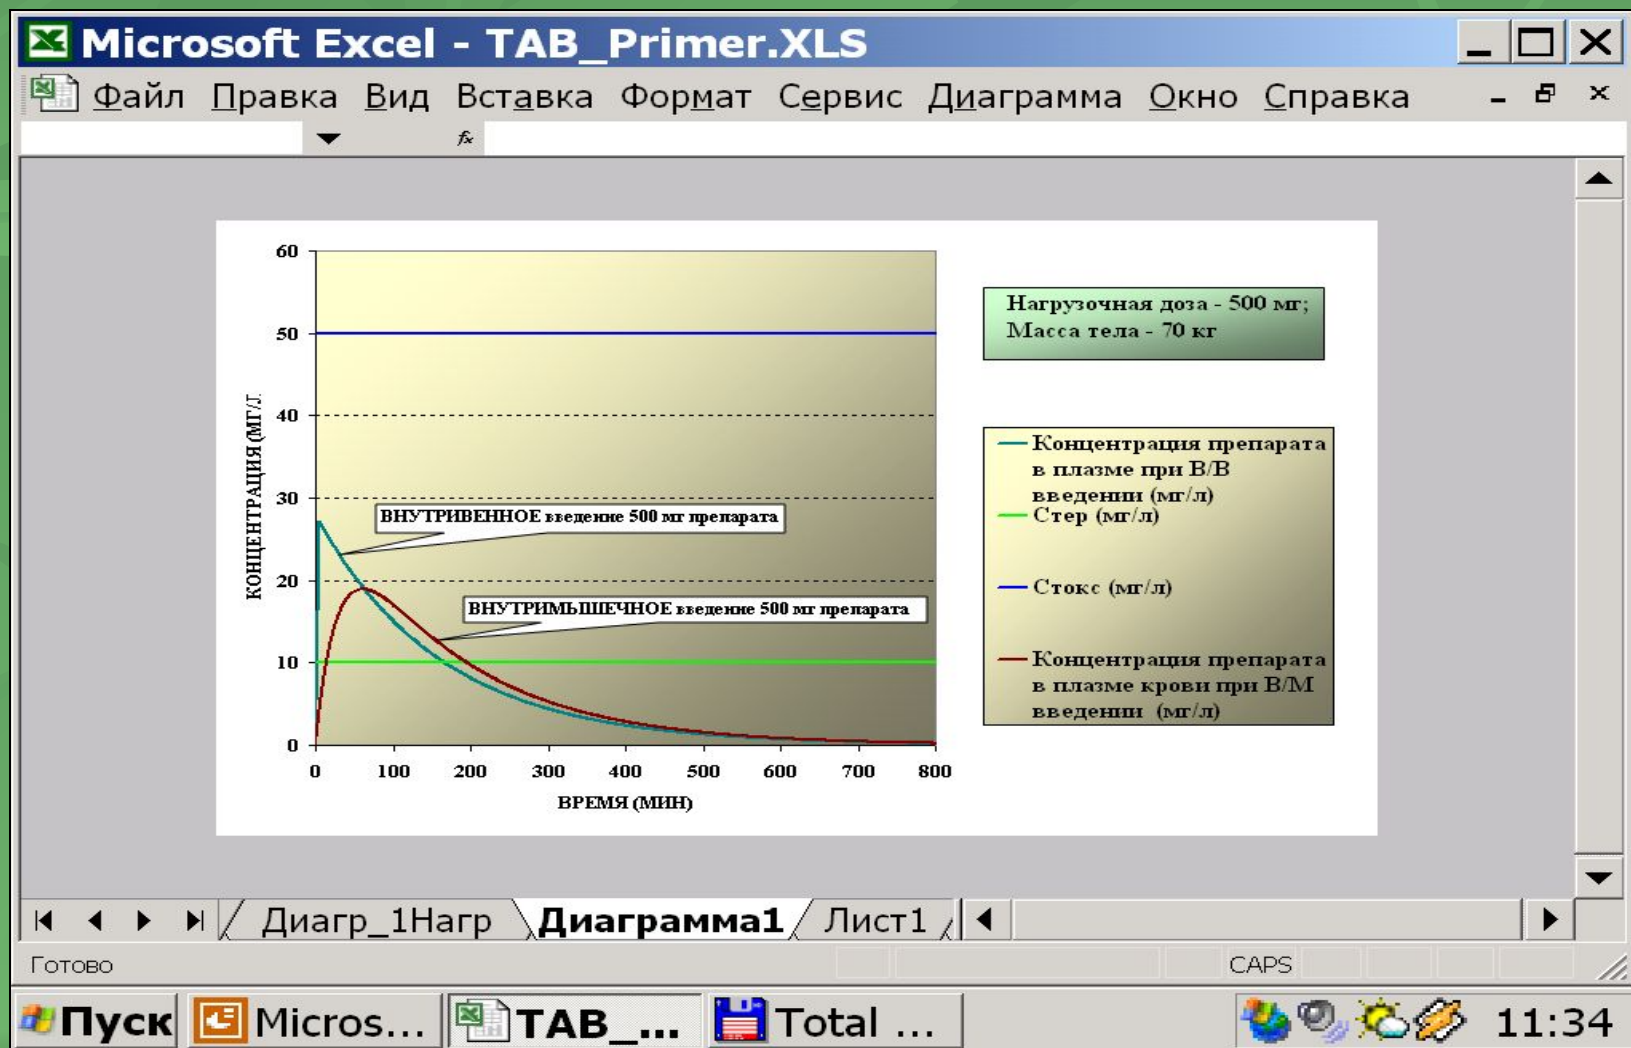 Microsoft Excel - TAB_Primer.XLS
Файл Правка Вид Вставка Формат Сервис Диаграмма Окно Справка
fx
60
50
40
30
20
10
0
КОНЦЕНТРАЦИЯ (МГ/Л
0 100 200 300 400 500 600 700 800
ВРЕМЯ (МИН)
ВНУТРИВЕННОЕ введение 500 мг препарата
ВНУТРИМЫШЕЧНОЕ введение 500 мг препарата
Нагрузочная доза - 500 мг;
Масса тела - 70 кг
Концентрация препарата
в плазме при В/В
введении (мг/л)
Стер (мг/л)
Стокс (мг/л)
Концентрация препарата
в плазме крови при В/М
введении (мг/л)
Диагр_1Нагр Диаграмма1 Лист1
Готово CAPS
Пуск Micros... TAB_... Total ... 11:34